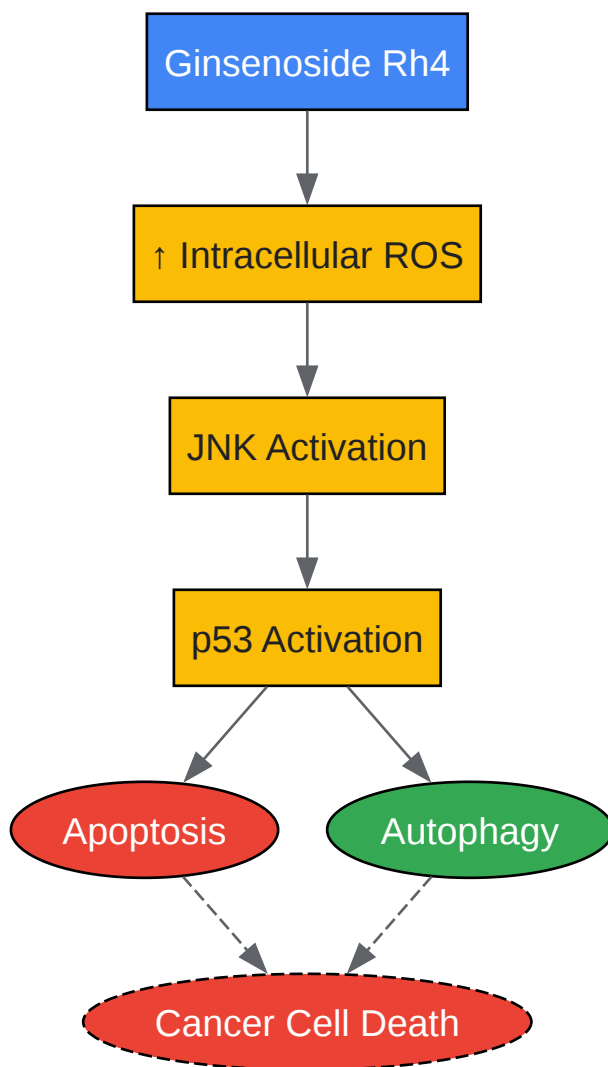 Ginsenoside Rh4
↑ Intracellular ROS
JNK Activation
p53 Activation
Apoptosis
Autophagy
Cancer Cell Death